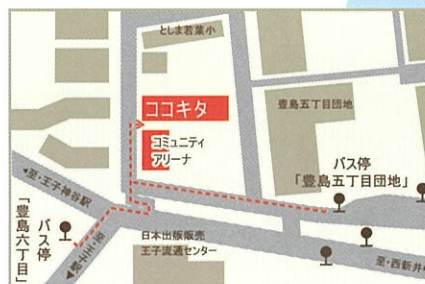 としま若葉小
ココキタ
コミュニティ
アリーナ
豊島五丁目団地
バス停
「豊島五丁目団地」
◀至・王子神谷駅
バス停
「豊島六丁目」
日本出版販売
王子流通センター
至・西新井▶